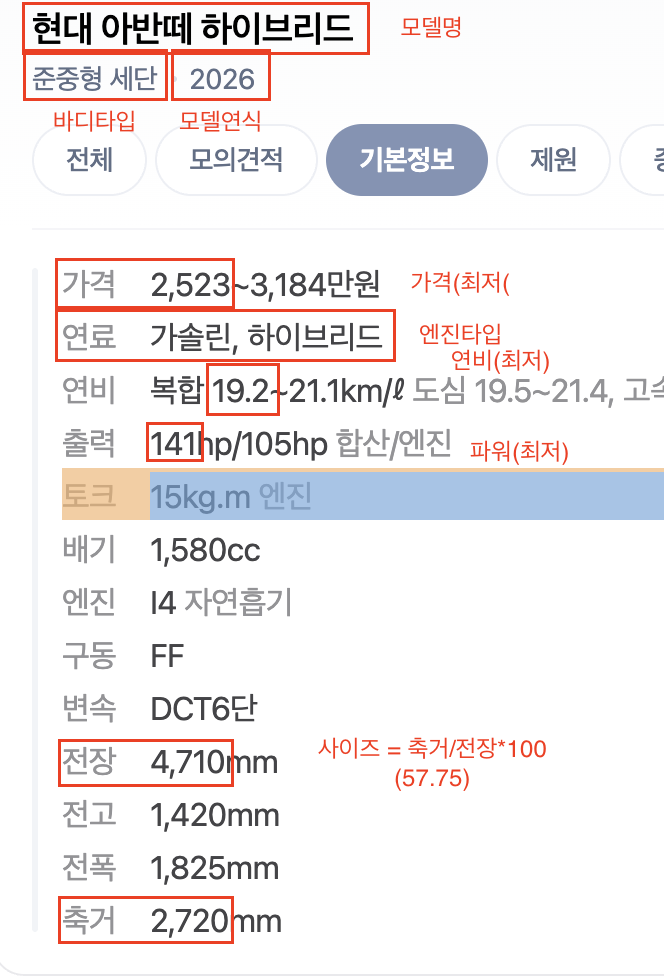 현대 아반떼 하이브리드 모델명
준중형 세단 2026
바디타입 모델연식
전체 모의견적 기본정보 제원
가격 2,523~3,184만원 가격(최저(
연료 가솔린, 하이브리드 엔진타입
연비(최저)
연비 복합 19.2~21.1km/ℓ 도심 19.5~21.4, 고속
출력 141hp/105hp 합산/엔진 파워(최저)
토크 15kg.m 엔진
배기 1,580cc
엔진 I4 자연흡기
구동 FF
변속 DCT6단
전장 4,710mm 사이즈 = 축거/전장*100
(57.75)
전고 1,420mm
전폭 1,825mm
축거 2,720mm